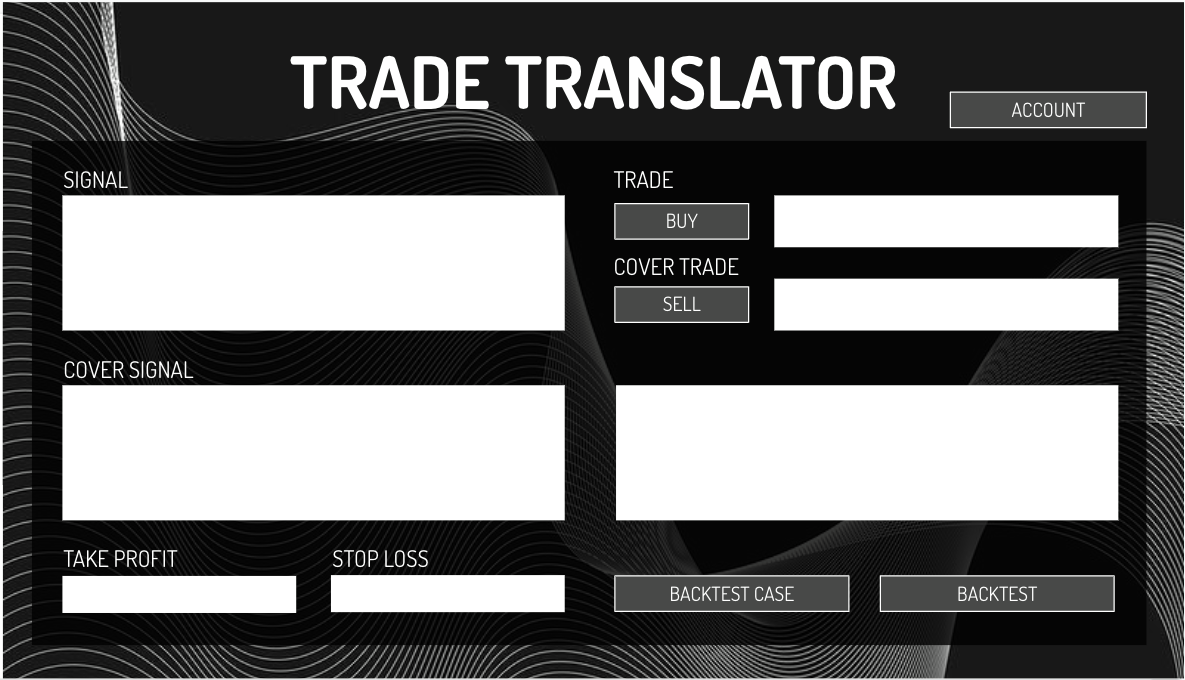 TRADE TRANSLATOR
ACCOUNT
SIGNAL
TRADE
BUY
COVER TRADE
SELL
COVER SIGNAL
TAKE PROFIT
STOP LOSS
BACKTEST CASE
BACKTEST